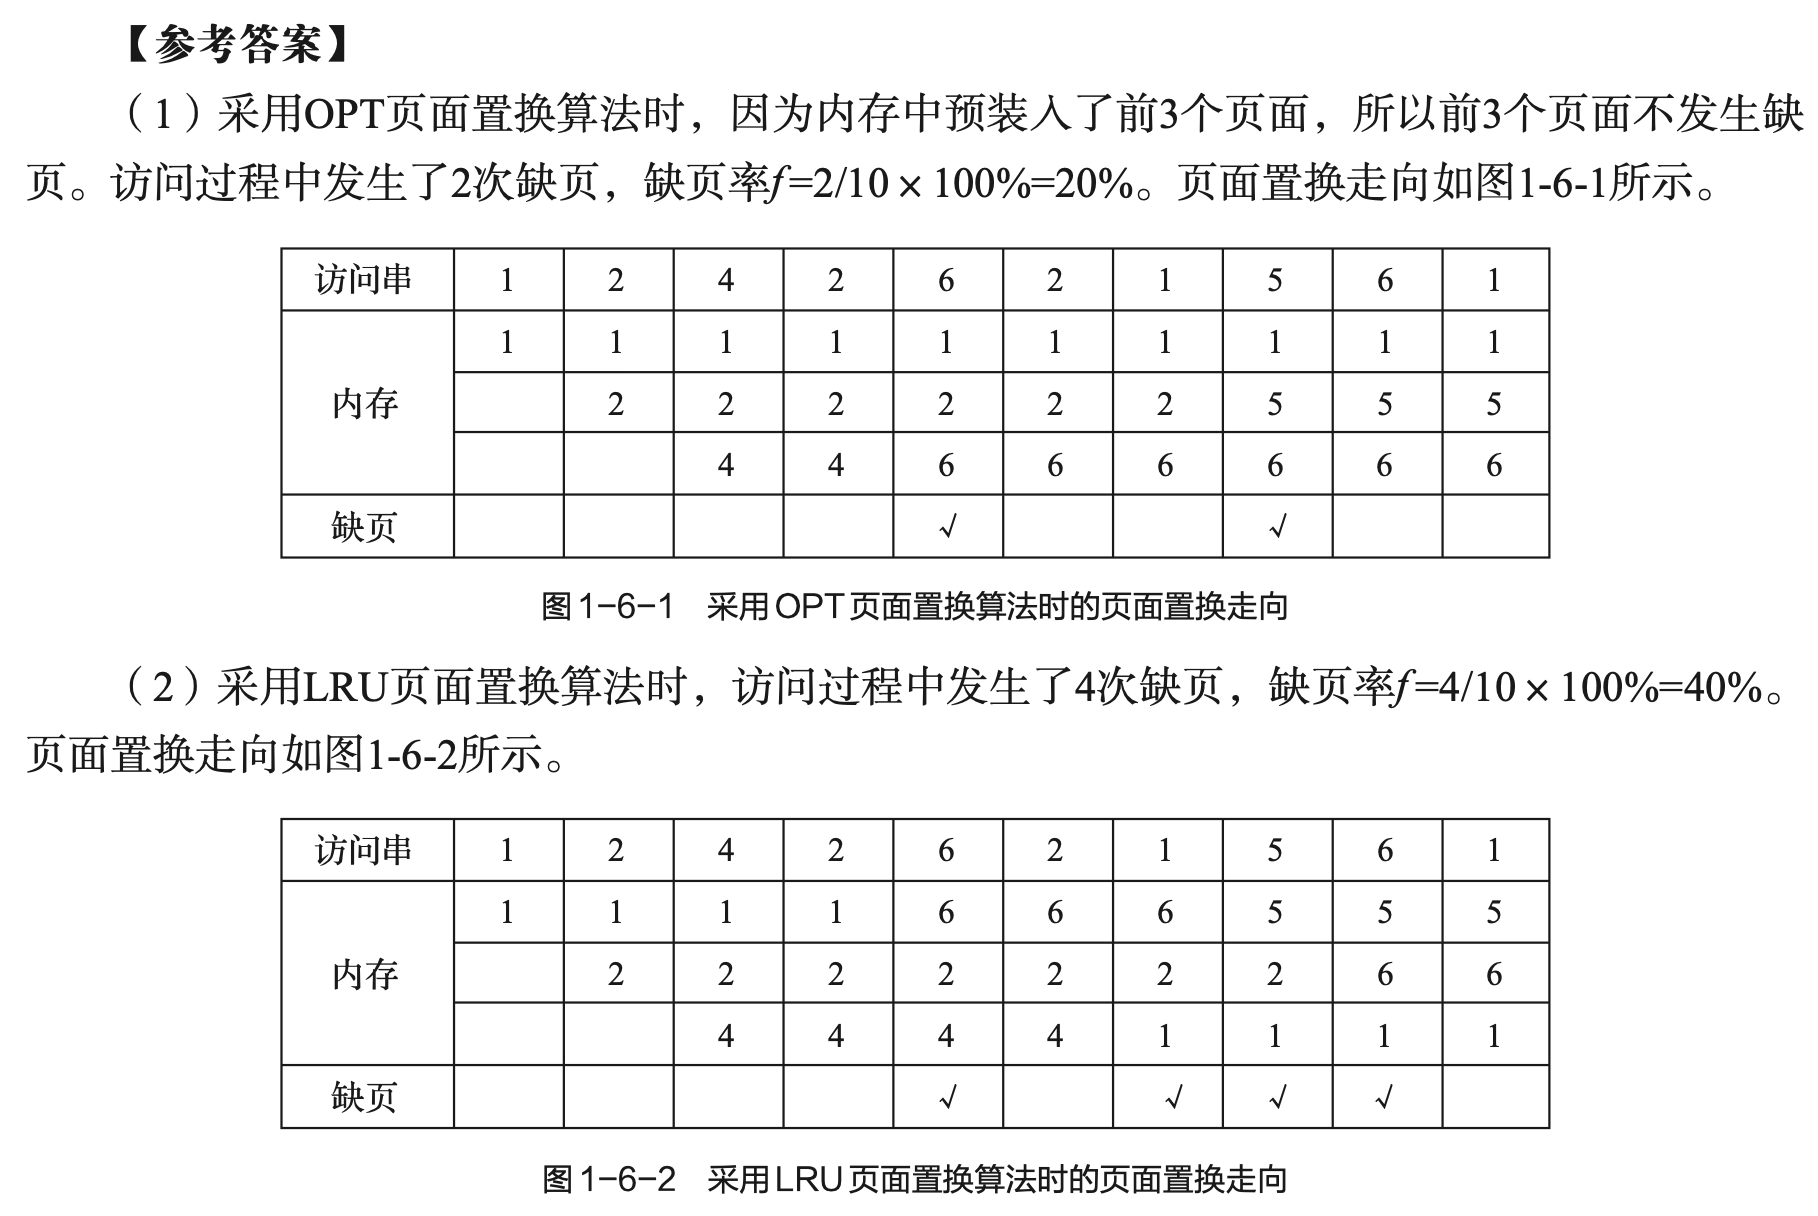 【参考答案】
（1）采用OPT页面置换算法时，因为内存中预装入了前3个页面，所以前3个页面不发生缺
页。访问过程中发生了2次缺页，缺页率f=2/10 × 100%=20%。页面置换走向如图1-6-1所示。
访问串 1 2 4 2 6 2 1 5 6 1
1 1 1 1 1 1 1 1 1 1
内存 2 2 2 2 2 2 5 5 5
4 4 6 6 6 6 6 6
缺页 √ √
图1-6-1 采用OPT页面置换算法时的页面置换走向
（2）采用LRU页面置换算法时，访问过程中发生了4次缺页，缺页率f=4/10 × 100%=40%。
页面置换走向如图1-6-2所示。
访问串 1 2 4 2 6 2 1 5 6 1
1 1 1 1 6 6 6 5 5 5
内存 2 2 2 2 2 2 2 6 6
4 4 4 4 1 1 1 1
缺页 √ √ √ √
图1-6-2 采用LRU页面置换算法时的页面置换走向